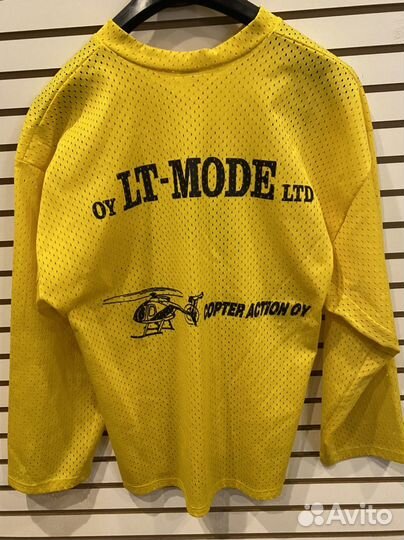 OY LT-MODE LTD
COPTER ACTION OY
Avito